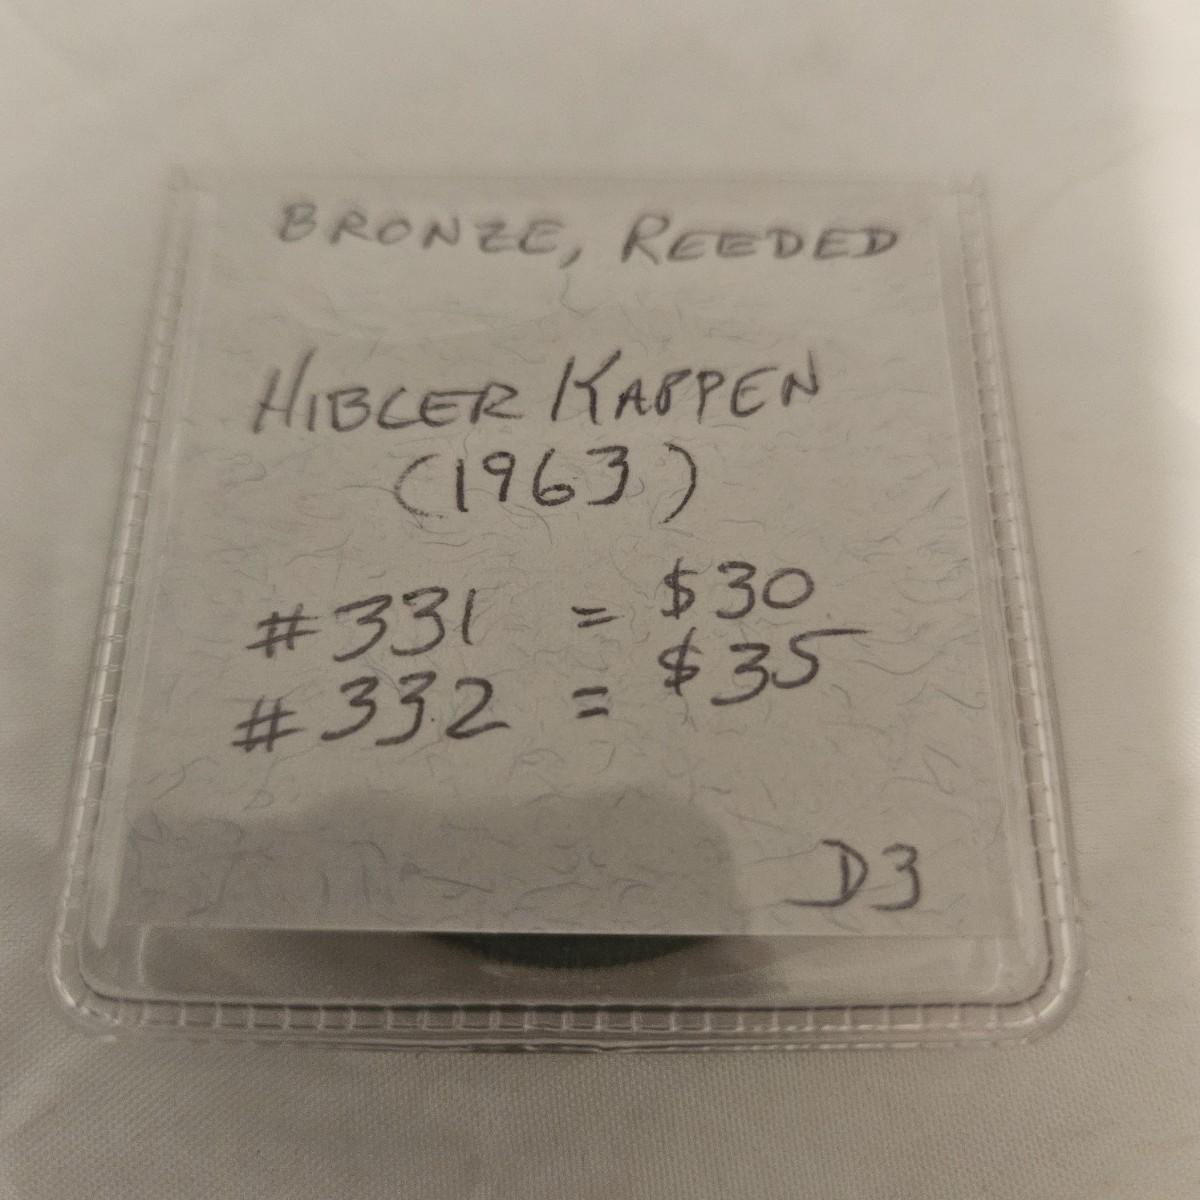 BRONZE, REEDED
HIBLER KAPPEN
(1963)
#331 = $30
#332 = $35
D3